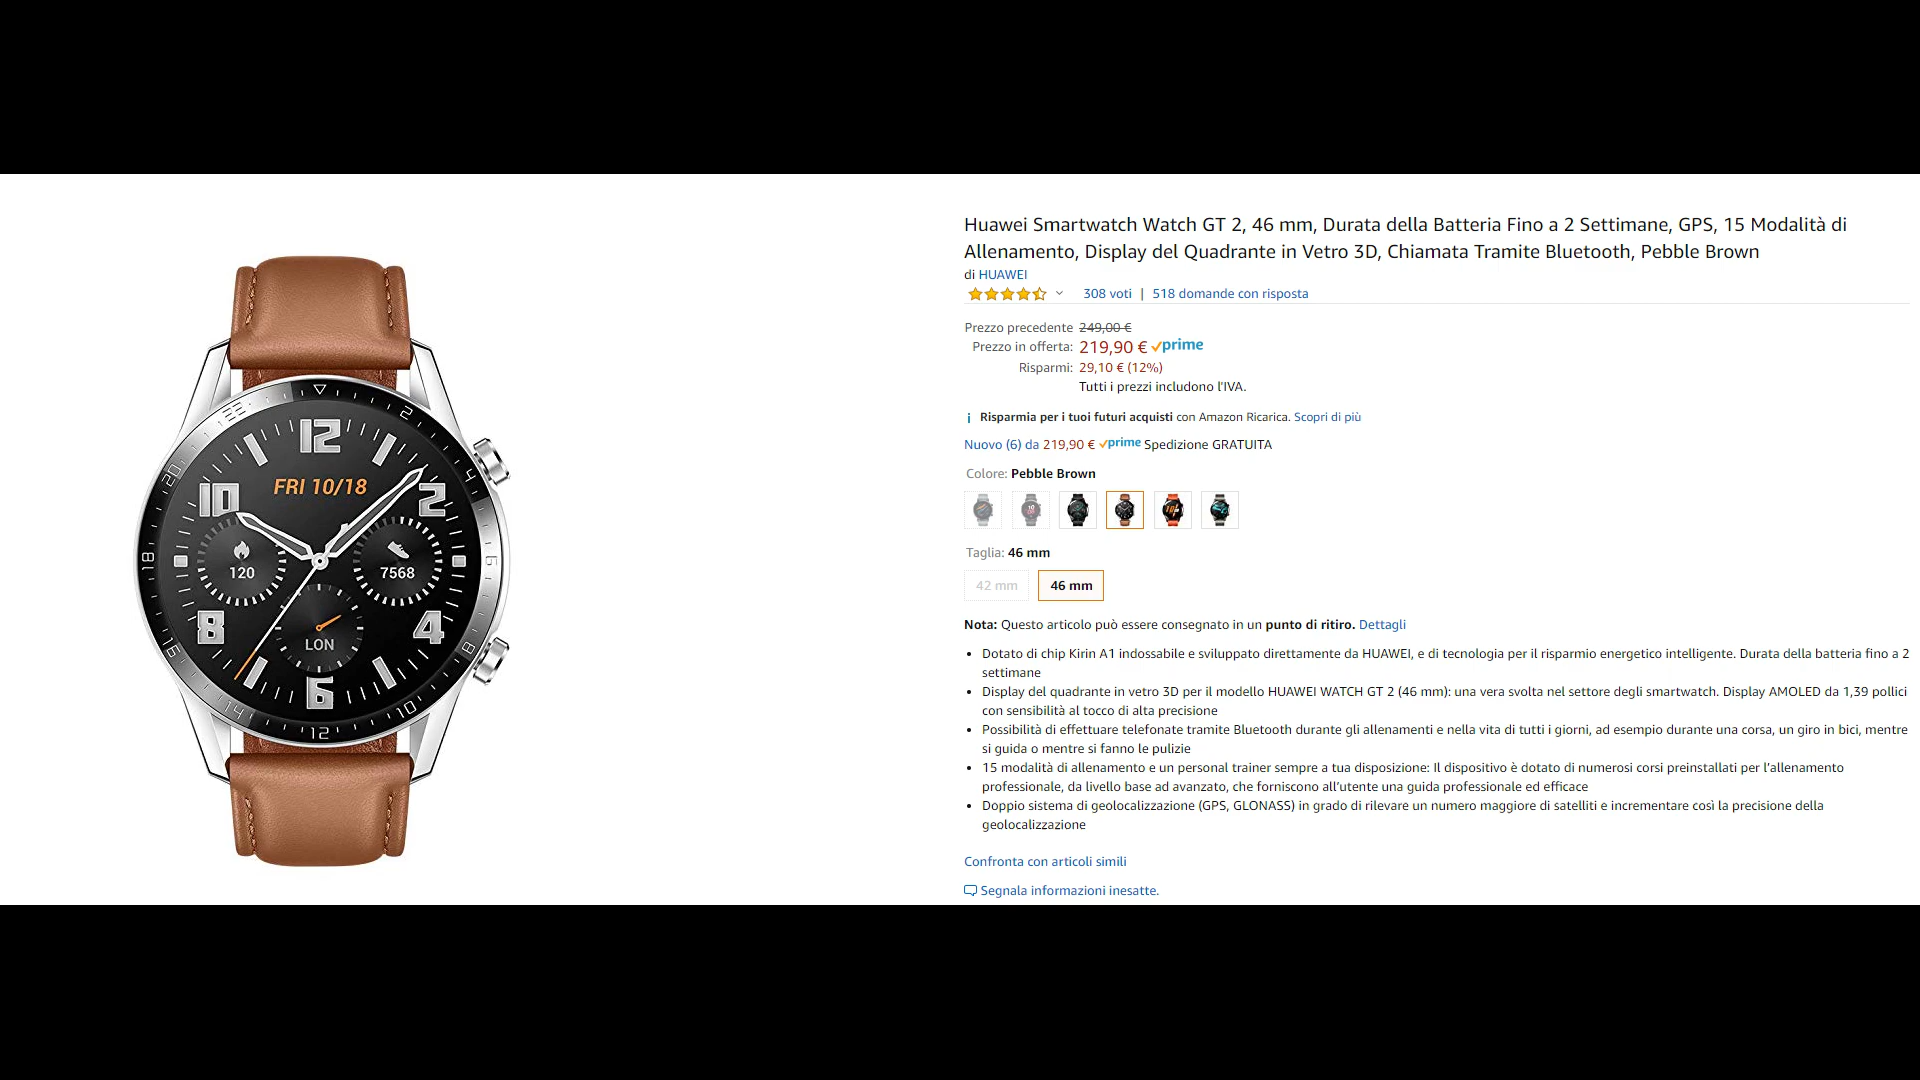 12
FRI 10/18
10
2
120
7568
8
4
LON
6
Huawei Smartwatch Watch GT 2, 46 mm, Durata della Batteria Fino a 2 Settimane, GPS, 15 Modalità di
Allenamento, Display del Quadrante in Vetro 3D, Chiamata Tramite Bluetooth, Pebble Brown
di HUAWEI
308 voti | 518 domande con risposta
Prezzo precedente 249,00 €
Prezzo in offerta: 219,90 € prime
Risparmi: 29,10 € (12%)
Tutti i prezzi includono l'IVA.
Risparmia per i tuoi futuri acquisti con Amazon Ricarica. Scopri di più
Nuovo (6) da 219,90 € prime Spedizione GRATUITA
Colore: Pebble Brown
Taglia: 46 mm
42 mm 46 mm
Nota: Questo articolo può essere consegnato in un punto di ritiro. Dettagli
Dotato di chip Kirin A1 indossabile e sviluppato direttamente da HUAWEI, e di tecnologia per il risparmio energetico intelligente. Durata della batteria fino a 2
settimane
Display del quadrante in vetro 3D per il modello HUAWEI WATCH GT 2 (46 mm): una vera svolta nel settore degli smartwatch. Display AMOLED da 1,39 pollici
con sensibilità al tocco di alta precisione
Possibilità di effettuare telefonate tramite Bluetooth durante gli allenamenti e nella vita di tutti i giorni, ad esempio durante una corsa, un giro in bici, mentre
si guida o mentre si fanno le pulizie
15 modalità di allenamento e un personal trainer sempre a tua disposizione: Il dispositivo è dotato di numerosi corsi preinstallati per l’allenamento
professionale, da livello base ad avanzato, che forniscono all’utente una guida professionale ed efficace
Doppio sistema di geolocalizzazione (GPS, GLONASS) in grado di rilevare un numero maggiore di satelliti e incrementare così la precisione della
geolocalizzazione
Confronta con articoli simili
Segnala informazioni inesatte.